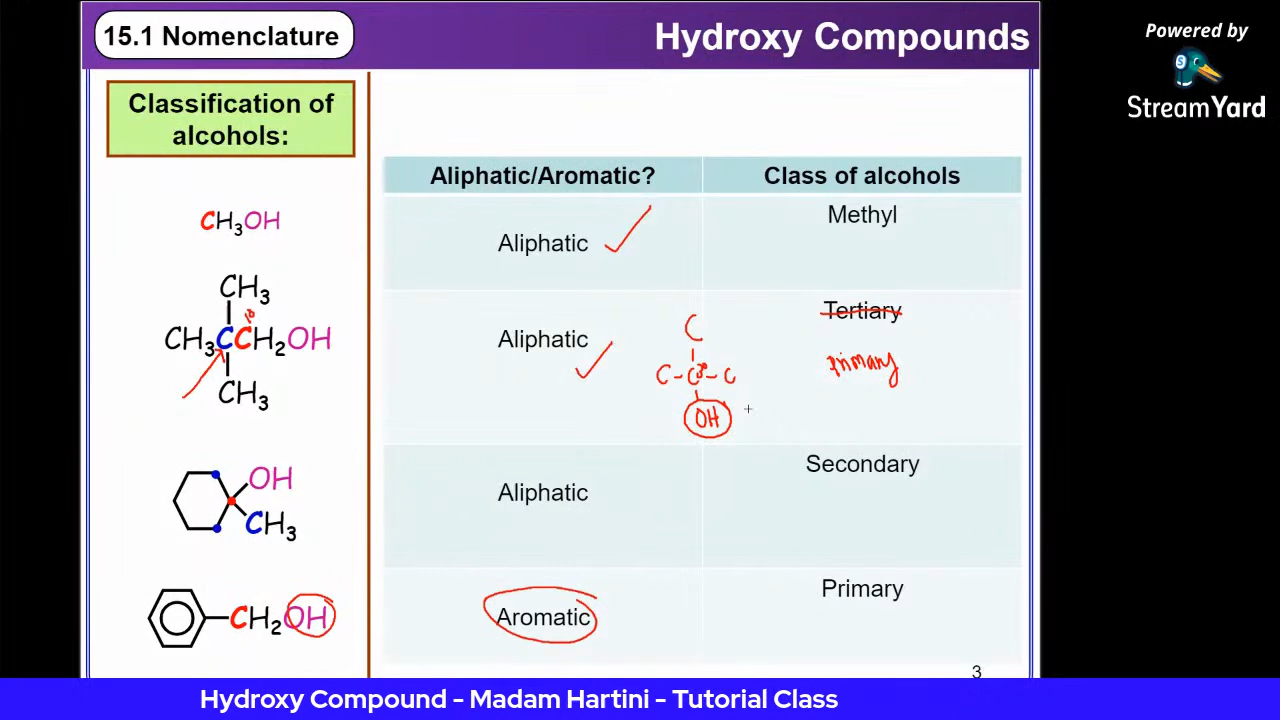 15.1 Nomenclature
Hydroxy Compounds
Powered by
StreamYard
Classification of
alcohols:
Aliphatic/Aromatic?
Class of alcohols
CH₃OH
Aliphatic
Methyl
CH₃
CH₃CCH₂OH
1°
CH₃
Aliphatic
C
C-C3°-C
OH
Tertiary
Primary
OH
CH₃
Aliphatic
Secondary
CH₂OH
Aromatic
Primary
3
Hydroxy Compound - Madam Hartini - Tutorial Class